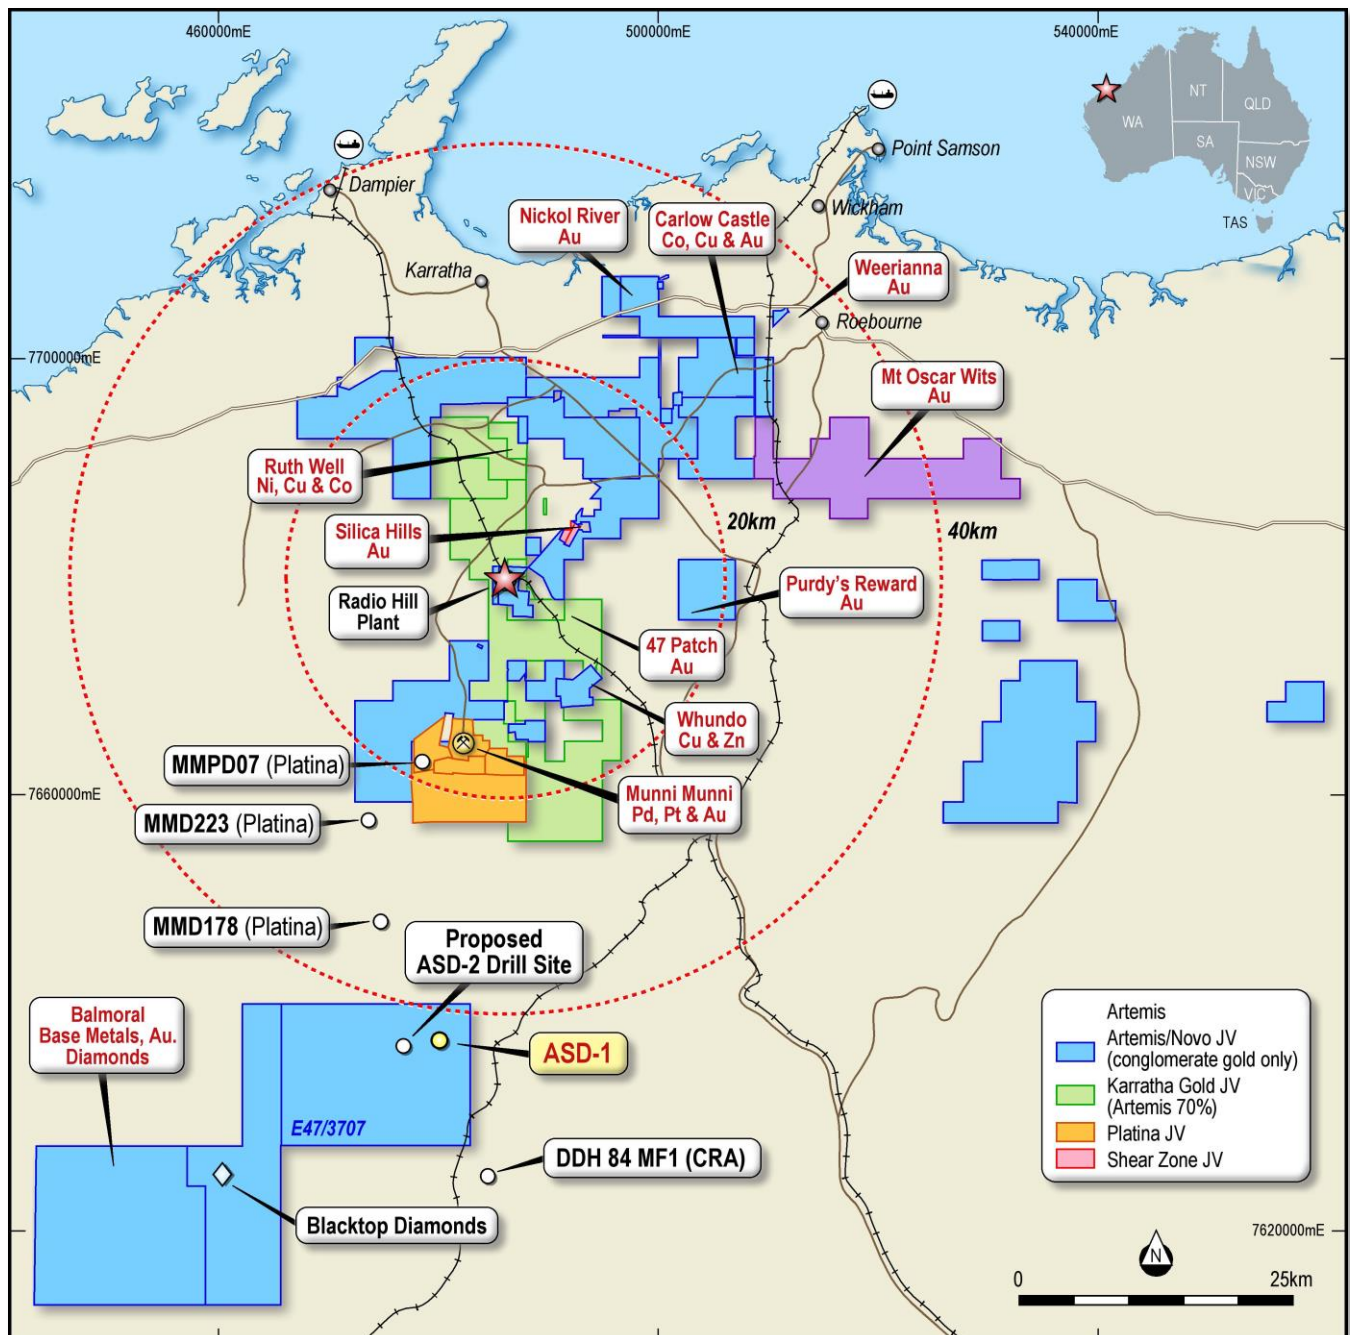 460000mE
500000mE
540000mE
NT
QLD
WA
SA
NSW
VIC
TAS
Point Samson
Dampier
Wickham
Nickol River
Au
Carlow Castle
Co, Cu & Au
Karratha
Weerianna
Au
Roebourne
7700000mE
Mt Oscar Wits
Au
Ruth Well
Ni, Cu & Co
20km
40km
Silica Hills
Au
Purdy's Reward
Au
Radio Hill
Plant
47 Patch
Au
Whundo
Cu & Zn
MMPD07 (Platina)
7660000mE
Munni Munni
Pd, Pt & Au
MMD223 (Platina)
MMD178 (Platina)
Proposed
ASD-2 Drill Site
Balmoral
Base Metals, Au.
Diamonds
ASD-1
Artemis
Artemis/Novo JV
(conglomerate gold only)
Karratha Gold JV
(Artemis 70%)
Platina JV
Shear Zone JV
E47/3707
DDH 84 MF1 (CRA)
Blacktop Diamonds
7620000mE
N
0
25km